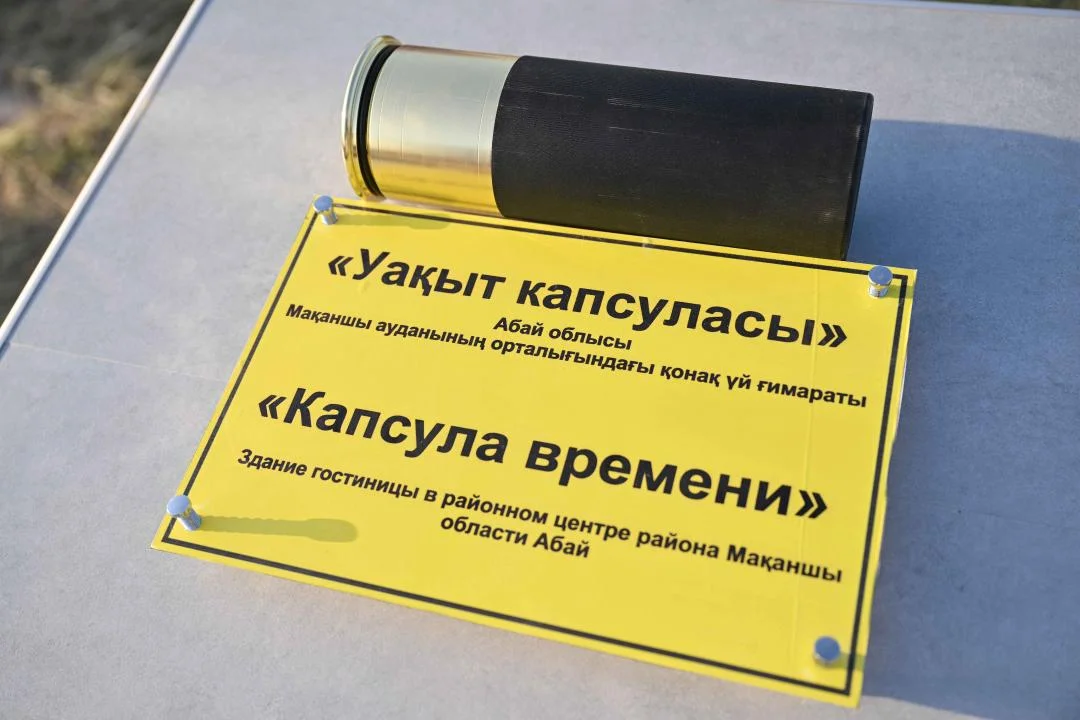 «Уақыт капсуласы»
Абай облысы
Мақаншы ауданының орталығындағы қонақ үй ғимараты
«Капсула времени»
Здание гостиницы в районном центре района Мақаншы
области Абай